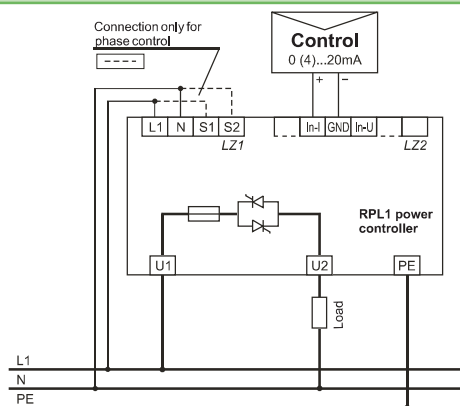 Connection only for
phase control
Control
0 (4)...20mA
+ −
L1 N S1 S2 In-I GND In-U
LZ1 LZ2
RPL1 power
controller
U1 U2 PE
Load
L1
N
PE